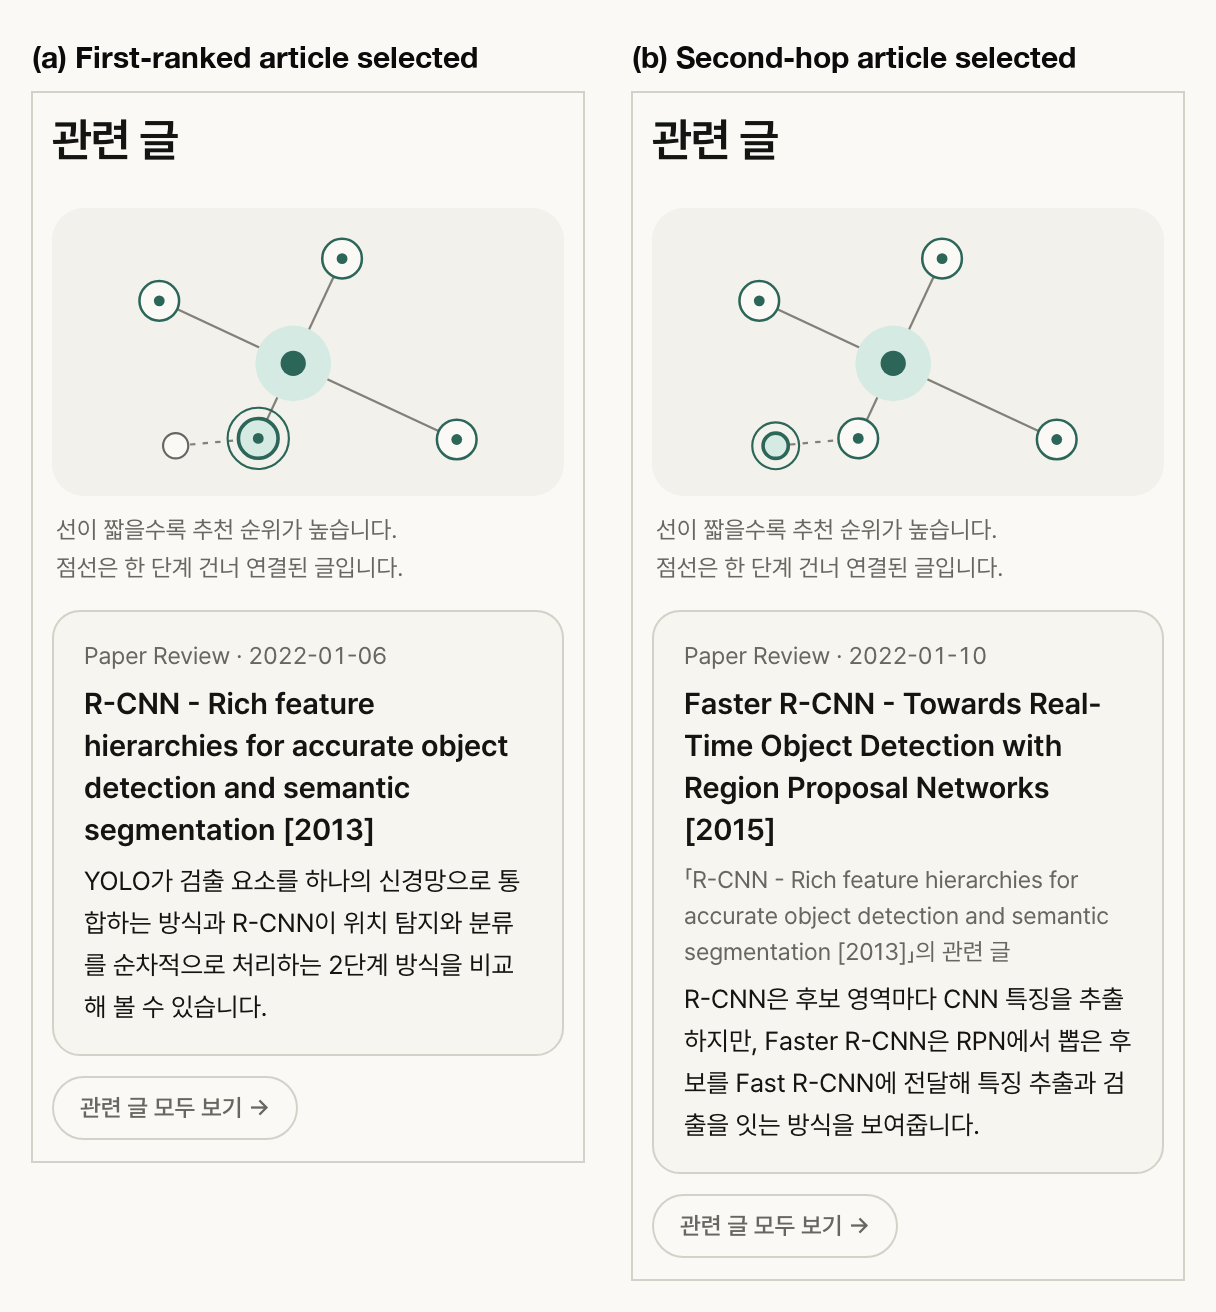 (a) First-ranked article selected
관련 글
선이 짧을수록 추천 순위가 높습니다.
점선은 한 단계 건너 연결된 글입니다.
Paper Review · 2022-01-06
R-CNN - Rich feature
hierarchies for accurate object
detection and semantic
segmentation [2013]
YOLO가 검출 요소를 하나의 신경망으로 통
합하는 방식과 R-CNN이 위치 탐지와 분류
를 순차적으로 처리하는 2단계 방식을 비교
해 볼 수 있습니다.
관련 글 모두 보기 →
(b) Second-hop article selected
관련 글
선이 짧을수록 추천 순위가 높습니다.
점선은 한 단계 건너 연결된 글입니다.
Paper Review · 2022-01-10
Faster R-CNN - Towards Real-
Time Object Detection with
Region Proposal Networks
[2015]
「R-CNN - Rich feature hierarchies for
accurate object detection and semantic
segmentation [2013]」의 관련 글
R-CNN은 후보 영역마다 CNN 특징을 추출
하지만, Faster R-CNN은 RPN에서 뽑은 후
보를 Fast R-CNN에 전달해 특징 추출과 검
출을 잇는 방식을 보여줍니다.
관련 글 모두 보기 →